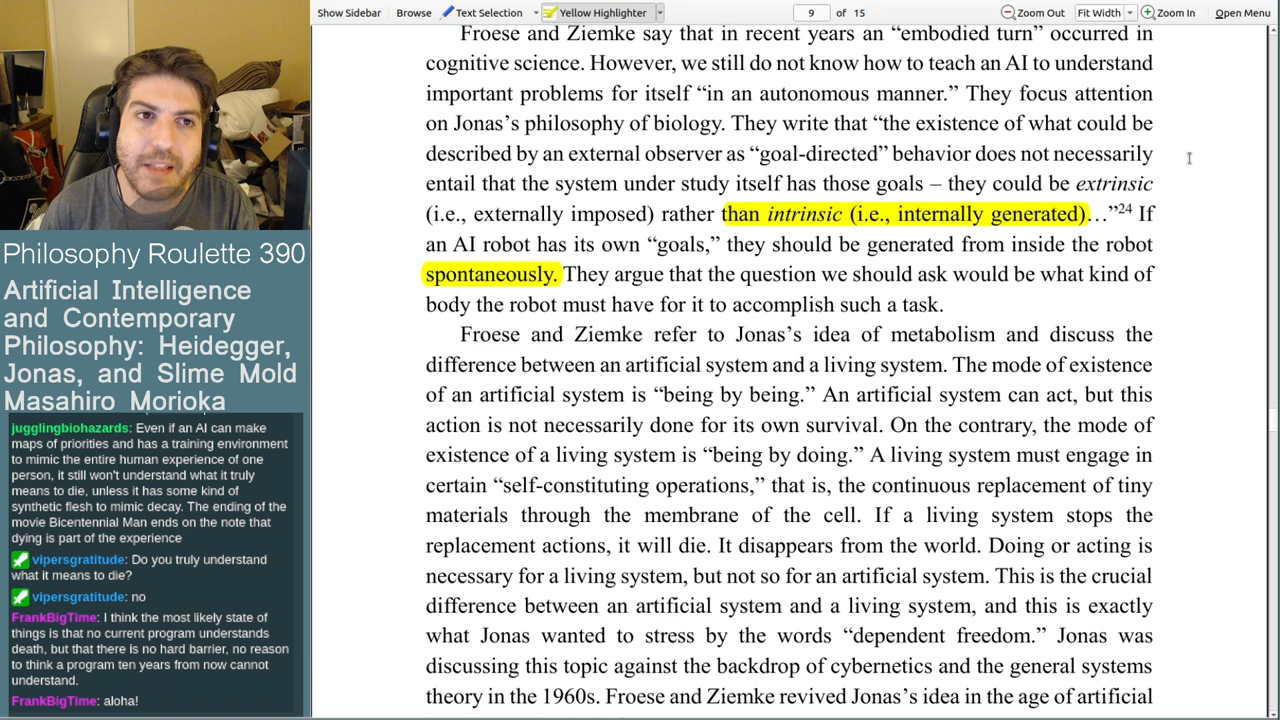 Show Sidebar Browse Text Selection Yellow Highlighter 9 of 15 Zoom Out Fit Width Zoom In Open Menu
Froese and Ziemke say that in recent years an “embodied turn” occurred in
cognitive science. However, we still do not know how to teach an AI to understand
important problems for itself “in an autonomous manner.” They focus attention
on Jonas’s philosophy of biology. They write that “the existence of what could be
described by an external observer as “goal-directed” behavior does not necessarily
entail that the system under study itself has those goals – they could be extrinsic
(i.e., externally imposed) rather than intrinsic (i.e., internally generated)…”24 If
an AI robot has its own “goals,” they should be generated from inside the robot
spontaneously. They argue that the question we should ask would be what kind of
body the robot must have for it to accomplish such a task.
Froese and Ziemke refer to Jonas’s idea of metabolism and discuss the
difference between an artificial system and a living system. The mode of existence
of an artificial system is “being by being.” An artificial system can act, but this
action is not necessarily done for its own survival. On the contrary, the mode of
existence of a living system is “being by doing.” A living system must engage in
certain “self-constituting operations,” that is, the continuous replacement of tiny
materials through the membrane of the cell. If a living system stops the
replacement actions, it will die. It disappears from the world. Doing or acting is
necessary for a living system, but not so for an artificial system. This is the crucial
difference between an artificial system and a living system, and this is exactly
what Jonas wanted to stress by the words “dependent freedom.” Jonas was
discussing this topic against the backdrop of cybernetics and the general systems
theory in the 1960s. Froese and Ziemke revived Jonas’s idea in the age of artificial
Philosophy Roulette 390
Artificial Intelligence
and Contemporary
Philosophy: Heidegger,
Jonas, and Slime Mold
Masahiro Morioka
jugglingbiohazards: Even if an AI can make
maps of priorities and has a training environment
to mimic the entire human experience of one
person, it still won't understand what it truly
means to die, unless it has some kind of
synthetic flesh to mimic decay. The ending of the
movie Bicentennial Man ends on the note that
dying is part of the experience
vipersgratitude: Do you truly understand
what it means to die?
vipersgratitude: no
FrankBigTime: I think the most likely state of
things is that no current program understands
death, but that there is no hard barrier, no reason
to think a program ten years from now cannot
understand.
FrankBigTime: aloha!